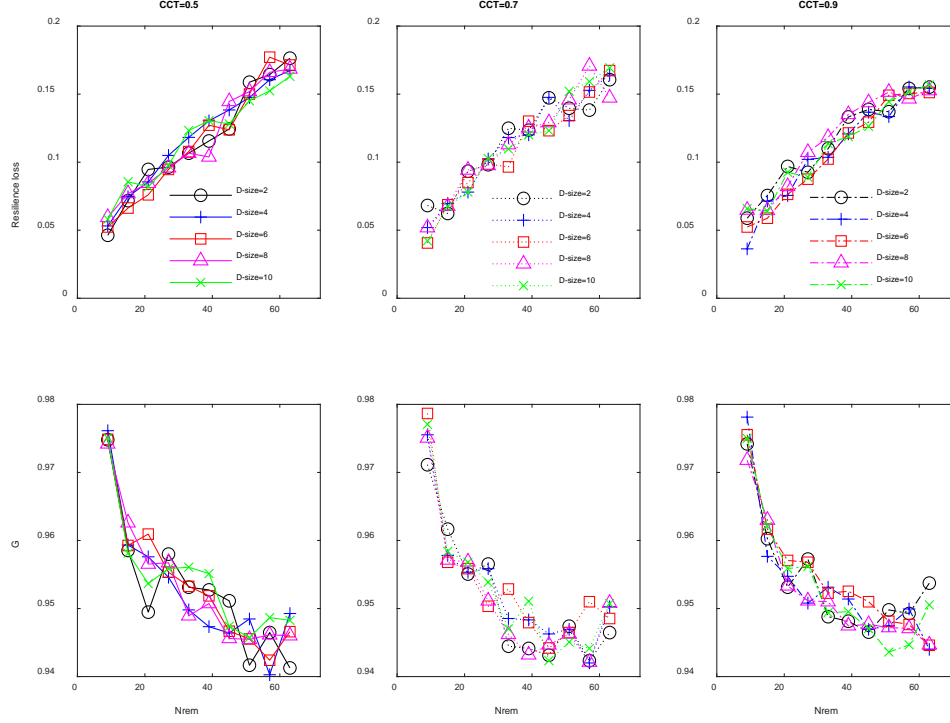 CCT=0.5
CCT=0.7
CCT=0.9
0.2
0.15
0.1
0.05
0
Resilience loss
D-size=2
D-size=4
D-size=6
D-size=8
D-size=10
0 20 40 60
0.2
0.15
0.1
0.05
0
D-size=2
D-size=4
D-size=6
D-size=8
D-size=10
0 20 40 60
0.2
0.15
0.1
0.05
0
D-size=2
D-size=4
D-size=6
D-size=8
D-size=10
0 20 40 60
0.98
0.97
0.96
0.95
0.94
G
0 20 40 60
Nrem
0.98
0.97
0.96
0.95
0.94
0 20 40 60
Nrem
0.98
0.97
0.96
0.95
0.94
0 20 40 60
Nrem